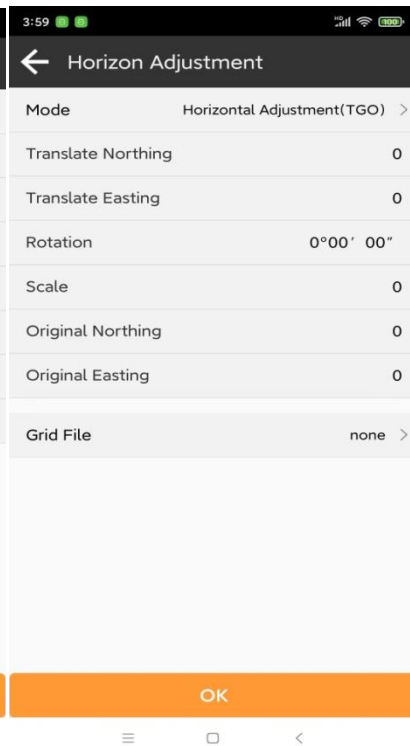 3:59 HD 100
Horizon Adjustment
Mode Horizontal Adjustment(TGO) >
Translate Northing 0
Translate Easting 0
Rotation 0°00′ 00″
Scale 0
Original Northing 0
Original Easting 0
Grid File none >
OK